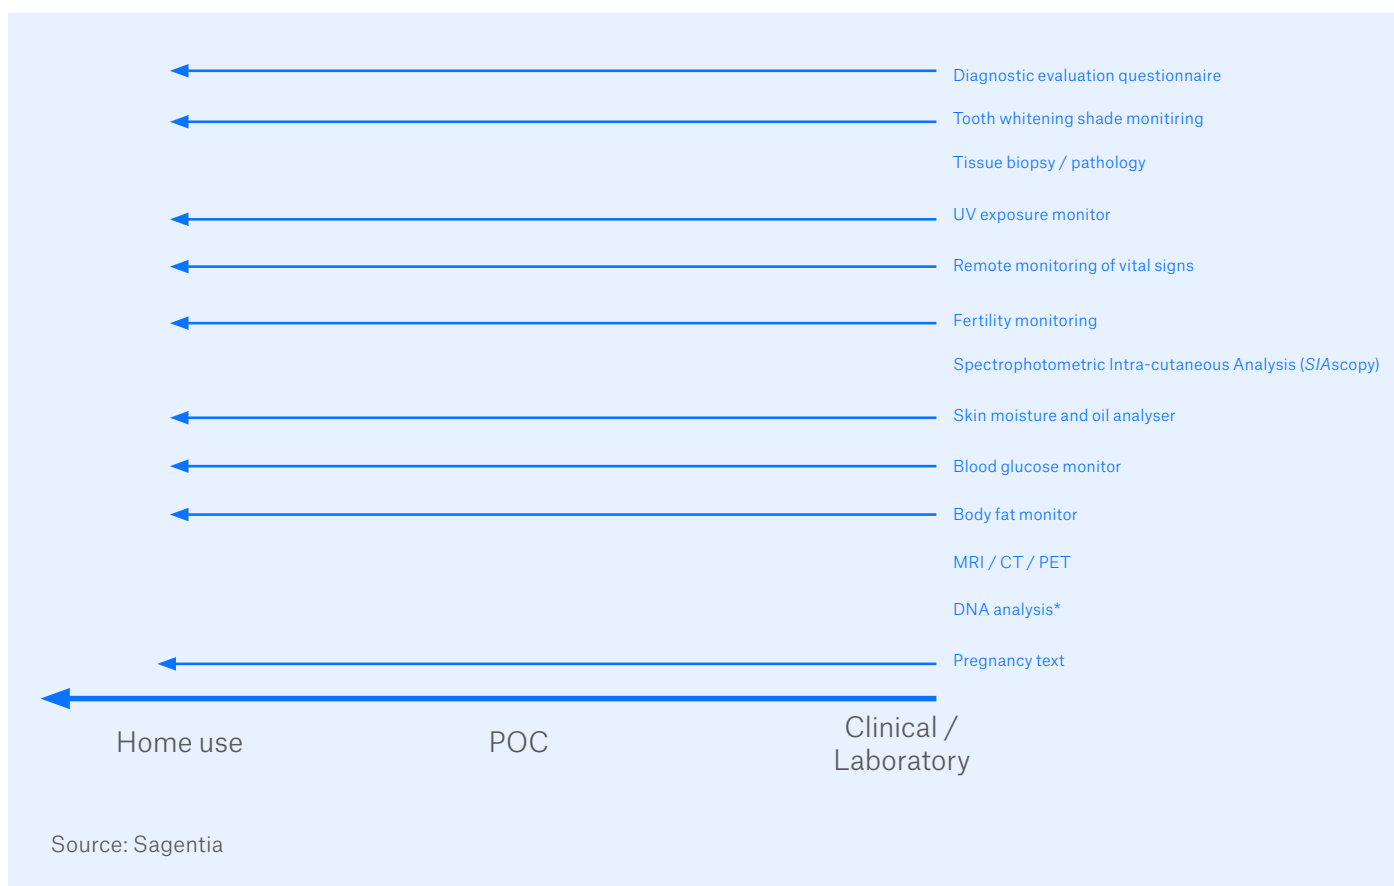 Diagnostic evaluation questionnaire
Tooth whitening shade monitiring
Tissue biopsy / pathology
UV exposure monitor
Remote monitoring of vital signs
Fertility monitoring
Spectrophotometric Intra-cutaneous Analysis (SIAscopy)
Skin moisture and oil analyser
Blood glucose monitor
Body fat monitor
MRI / CT / PET
DNA analysis*
Pregnancy text
Home use
POC
Clinical /
Laboratory
Source: Sagentia